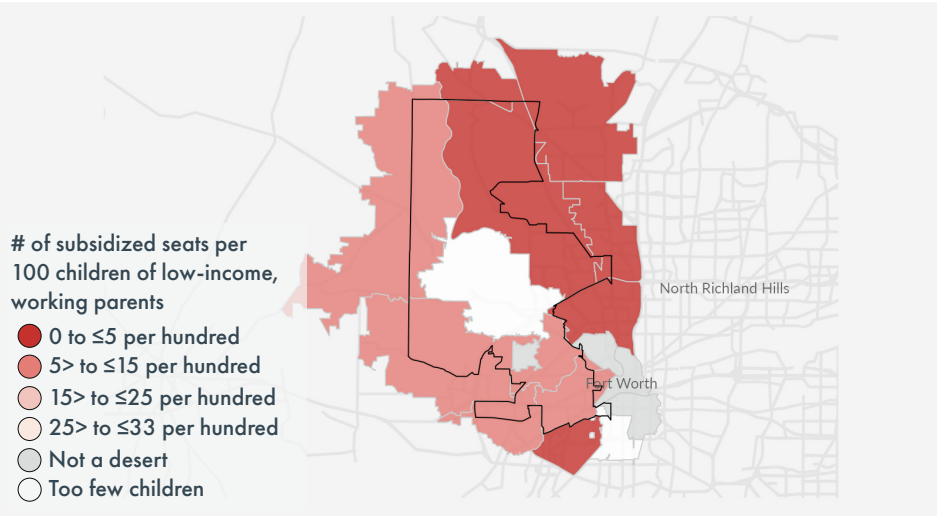 # of subsidized seats per
100 children of low-income,
working parents
0 to ≤5 per hundred
5> to ≤15 per hundred
15> to ≤25 per hundred
25> to ≤33 per hundred
Not a desert
Too few children
North Richland Hills
Fort Worth